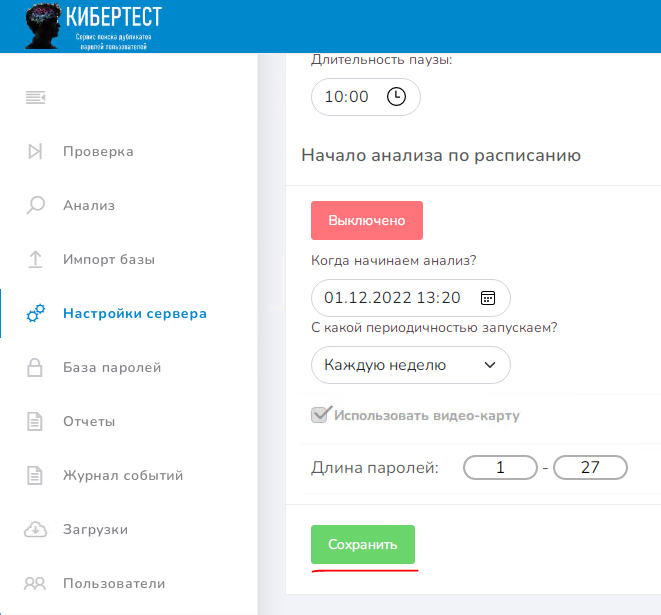 КИБЕРТЕСТ
Сервис поиска дубликатов
паролей пользователей
Проверка
Анализ
Импорт базы
Настройки сервера
База паролей
Отчеты
Журнал событий
Загрузки
Пользователи
Длительность паузы:
10:00
Начало анализа по расписанию
Выключено
Когда начинаем анализ?
01.12.2022 13:20
С какой периодичностью запускаем?
Каждую неделю
Использовать видео-карту
Длина паролей: 1 - 27
Сохранить